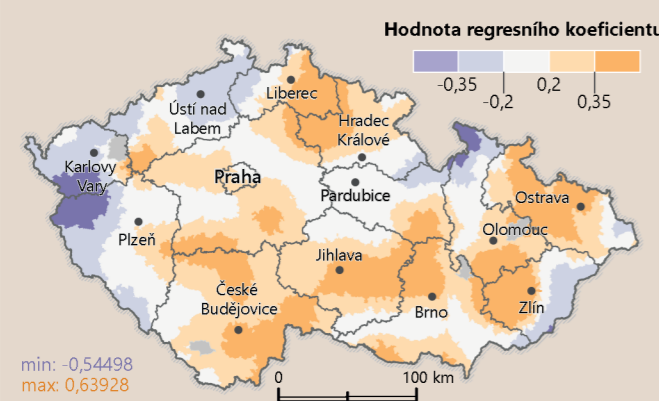 Hodnota regresního koeficientu
-0,35
0,2
0,35
-0,2
Liberec
Ústí nad
Labem
Hradec
Králové
Karlovy
Vary
Praha
Pardubice
Ostrava
Plzeň
Olomouc
Jihlava
České
Budějovice
Brno
Zlín
min: -0,54498
max: 0,63928
0
100 km